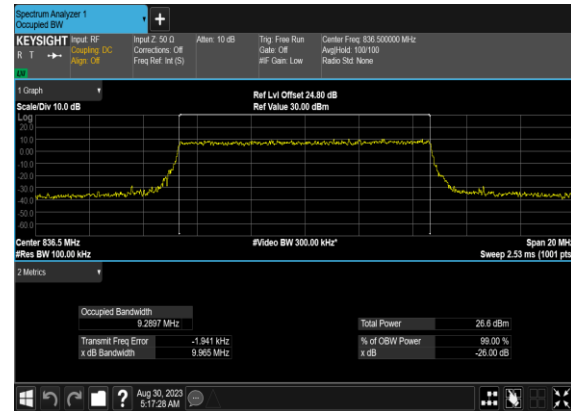 Spectrum Analyzer 1
Occupied BW
KEYSIGHT Input: RF Input Z: 50 Ω Atten: 10 dB Trig: Free Run Center Freq: 836.500000 MHz
R T Coupling: DC Corrections: Off Gate: Off Avg|Hold: 100/100
Align: Off Freq Ref: Int (S) #IF Gain: Low Radio Std: None
1 Graph
Scale/Div 10.0 dB
Ref Lvl Offset 24.80 dB
Ref Value 30.00 dBm
Log
20.0
10.0
0.00
-10.0
-20.0
-30.0
-40.0
-50.0
-60.0
Center 836.5 MHz #Video BW 300.00 kHz* Span 20 MHz
#Res BW 100.00 kHz Sweep 2.53 ms (1001 pts
2 Metrics
Occupied Bandwidth
9.2897 MHz
Total Power 26.6 dBm
Transmit Freq Error -1.941 kHz
% of OBW Power 99.00 %
x dB Bandwidth 9.965 MHz
x dB -26.00 dB
?
Aug 30, 2023
5:17:28 AM